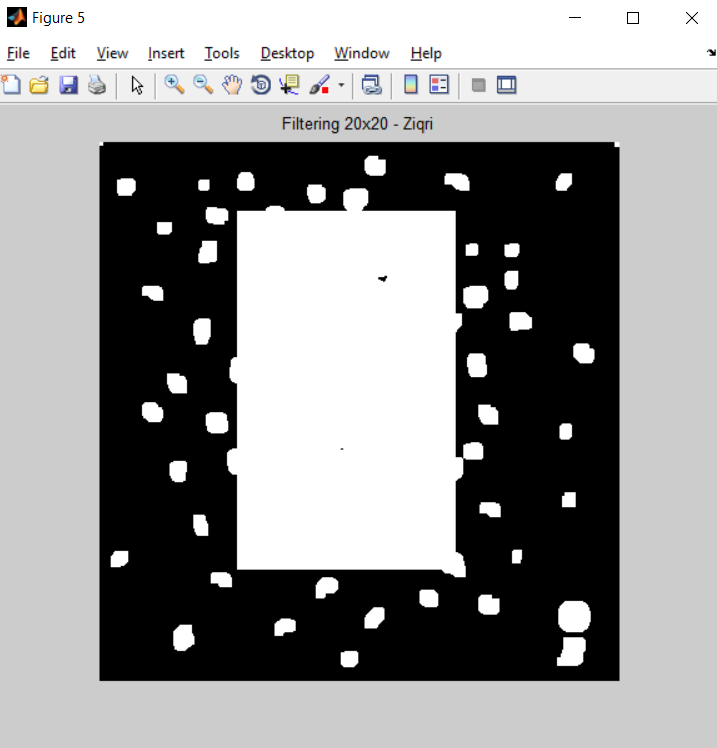 Figure 5
File Edit View Insert Tools Desktop Window Help
Filtering 20x20 - Ziqri